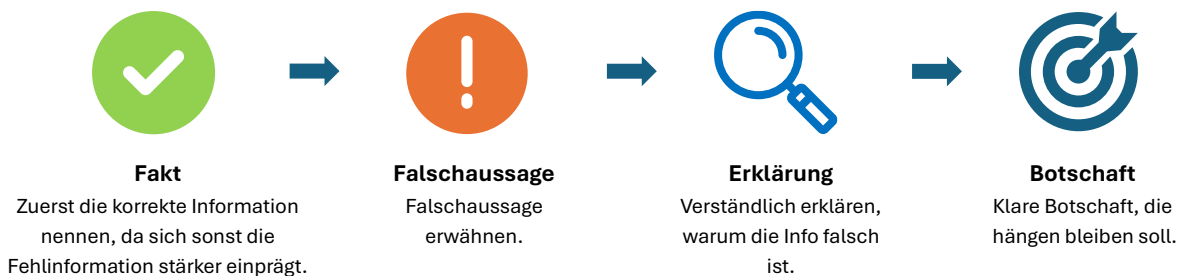 Fakt
Zuerst die korrekte Information
nennen, da sich sonst die
Fehlinformation stärker einprägt.
Falschaussage
Falschaussage
erwähnen.
Erklärung
Verständlich erklären,
warum die Info falsch
ist.
Botschaft
Klare Botschaft, die
hängen bleiben soll.